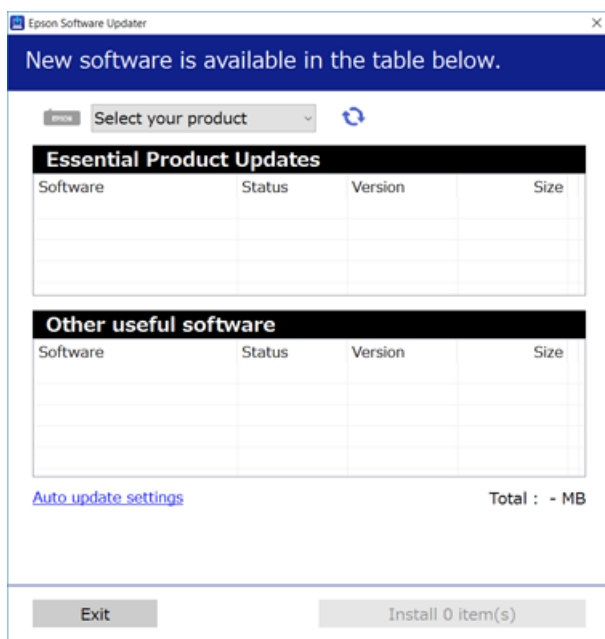 Epson Software Updater
New software is available in the table below.
EPSON Select your product
Essential Product Updates
Software Status Version Size
Other useful software
Software Status Version Size
Auto update settings Total : - MB
Exit Install 0 item(s)